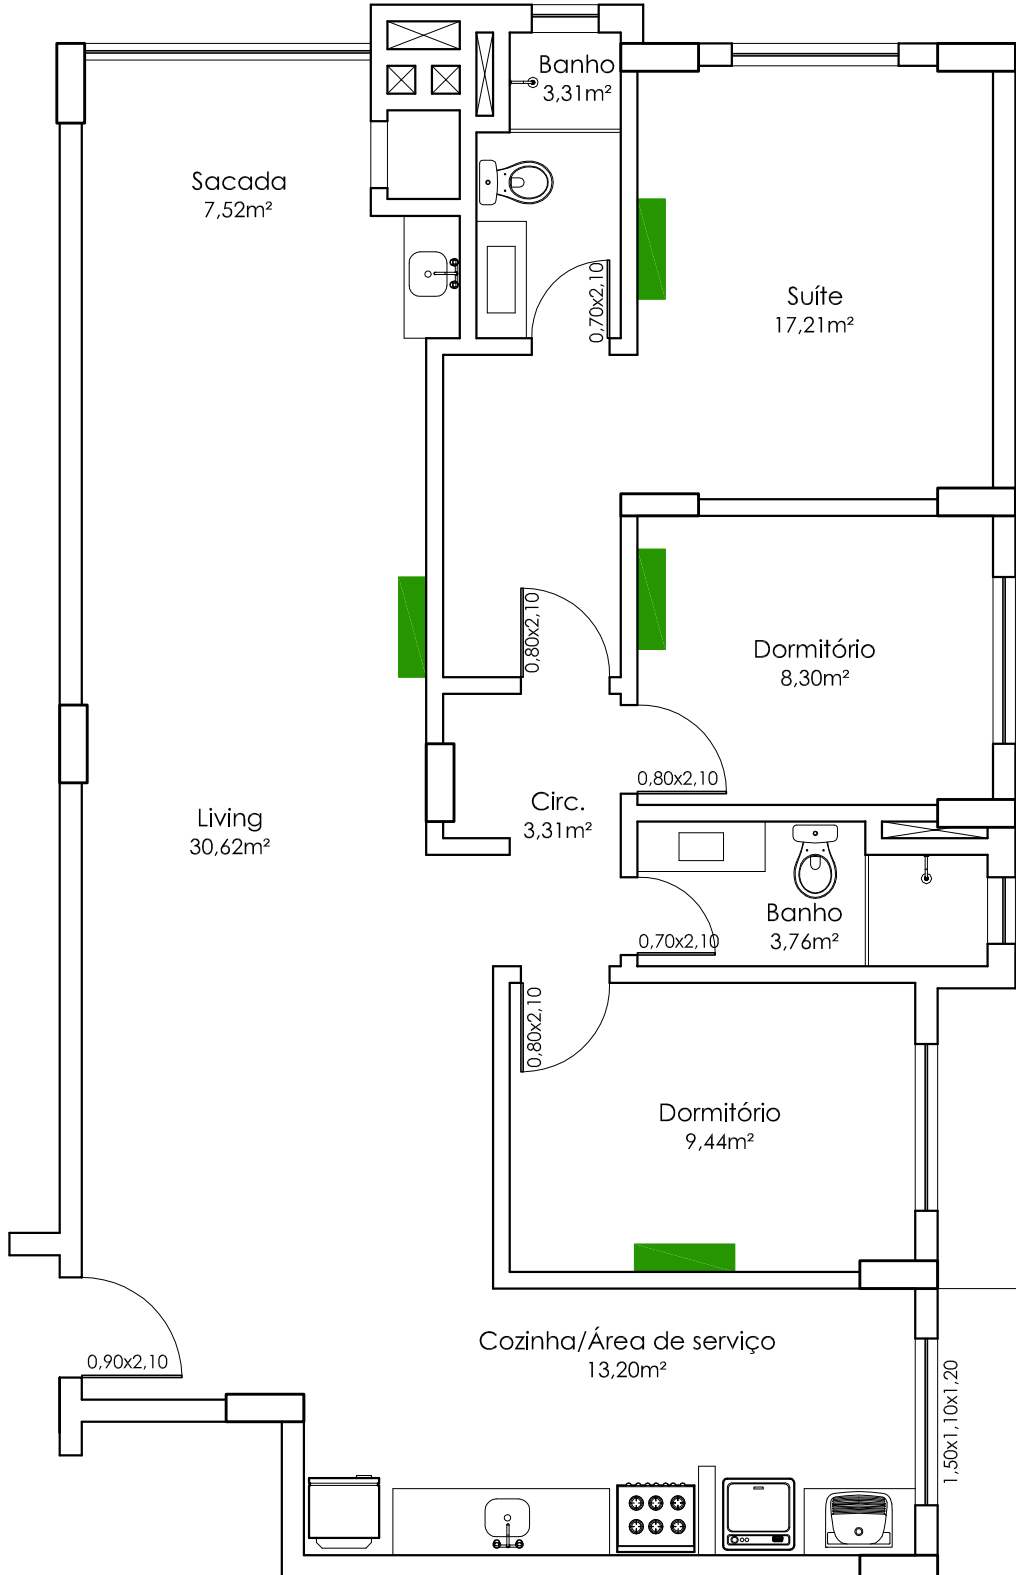 Banho
3,31m²
Sacada
7,52m²
0,70x2,10
Suíte
17,21m²
0,80x2,10
Dormitório
8,30m²
0,80x2,10
Circ.
3,31m²
Living
30,62m²
Banho
3,76m²
0,70x2,10
0,80x2,10
Dormitório
9,44m²
Cozinha/Área de serviço
13,20m²
0,90x2,10
1,50x1,10x1,20